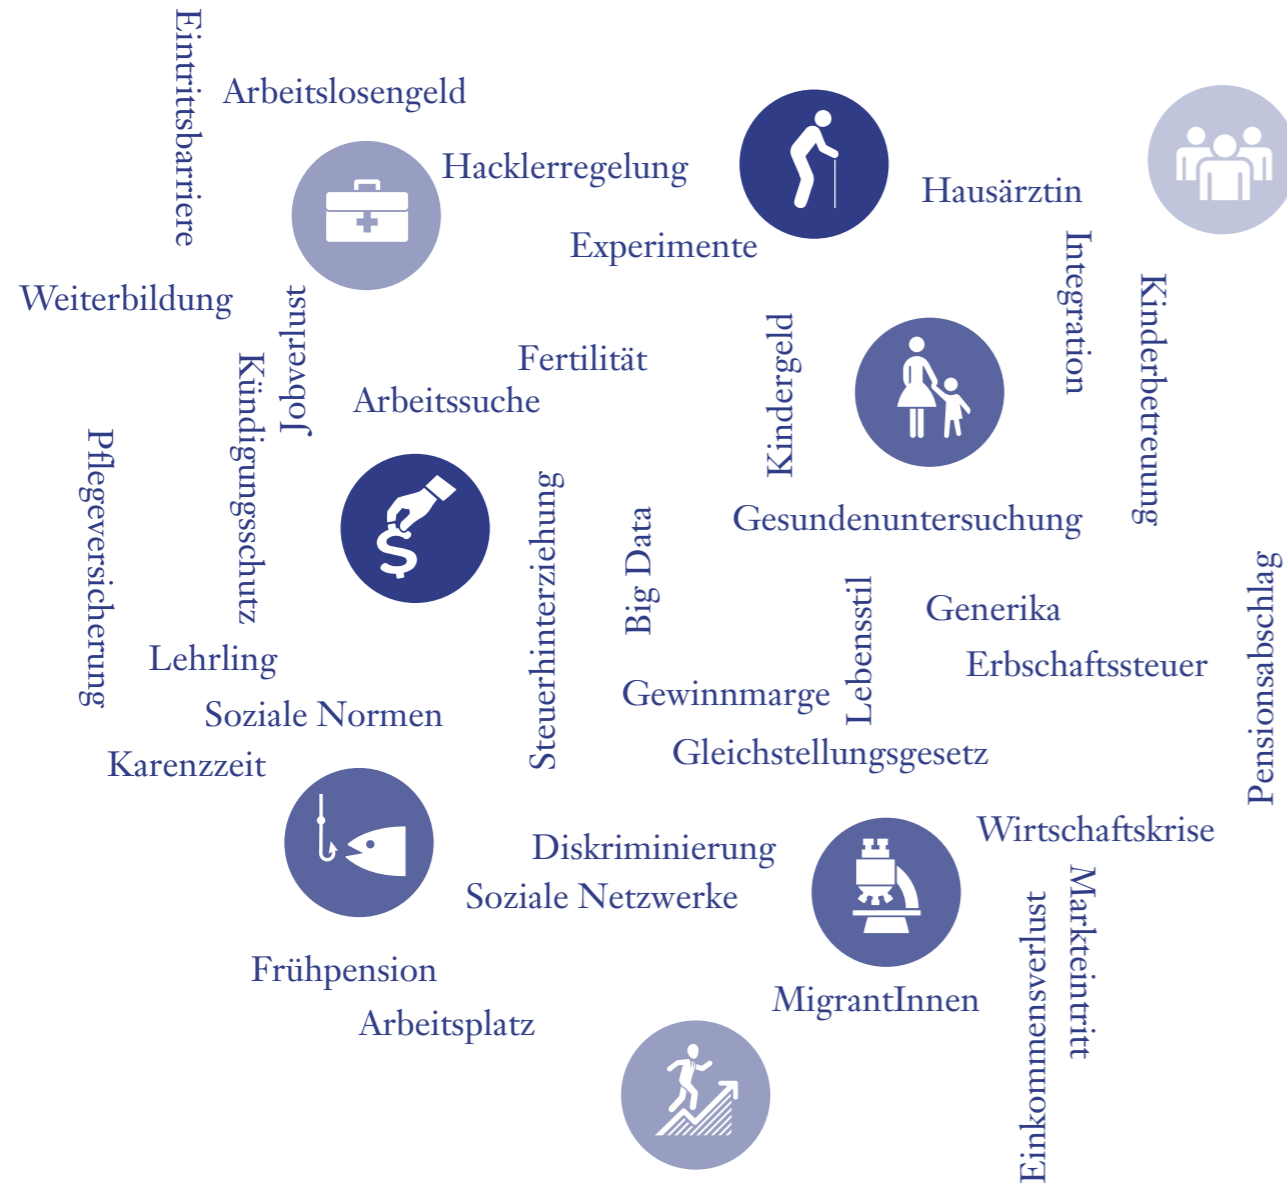 Eintrittsbarriere
Arbeitslosengeld
Hacklerregelung
Hausärztin
Experimente
Integration
Weiterbildung
Jobverlust
Kinderbetreuung
Kindergeld
Fertilität
Kündigungsschutz
Arbeitssuche
Pflegeversicherung
Steuerhinterziehung
Big Data
Gesundenuntersuchung
Pensionsabschlag
Lebensstil
Generika
Lehrling
Erbschaftssteuer
Gewinnmarge
Soziale Normen
Gleichstellungsgesetz
Karenzzeit
$
Wirtschaftskrise
Diskriminierung
Markteintritt
Soziale Netzwerke
Einkommensverlust
Frühpension
MigrantInnen
Arbeitsplatz